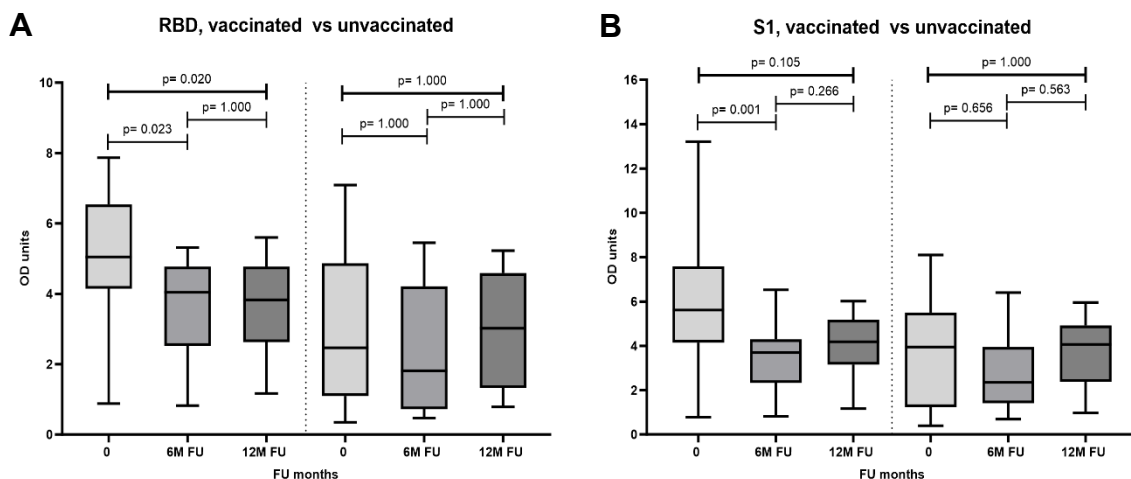 A
RBD, vaccinated vs unvaccinated
OD units
10
8
6
4
2
0
p= 0.020
p= 1.000
p= 0.023
p= 1.000
p= 1.000
p= 1.000
0 6M FU 12M FU 0 6M FU 12M FU
FU months
B
S1, vaccinated vs unvaccinated
OD units
16
14
12
10
8
6
4
2
0
p= 0.105
p= 0.266
p= 0.001
p= 1.000
p= 0.563
p= 0.656
0 6M FU 12M FU 0 6M FU 12M FU
FU months